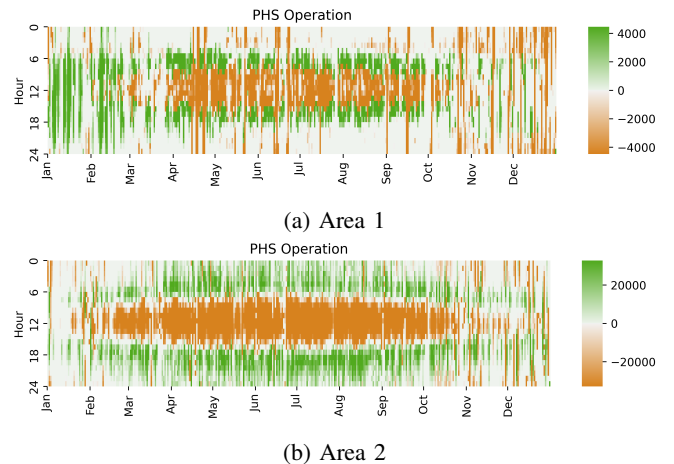 PHS Operation
0
6
12
18
24
Hour
Jan
Feb
Mar
Apr
May
Jun
Jul
Aug
Sep
Oct
Nov
Dec
4000
2000
0
−2000
−4000
(a) Area 1
PHS Operation
0
6
12
18
24
Hour
Jan
Feb
Mar
Apr
May
Jun
Jul
Aug
Sep
Oct
Nov
Dec
20000
0
−20000
(b) Area 2